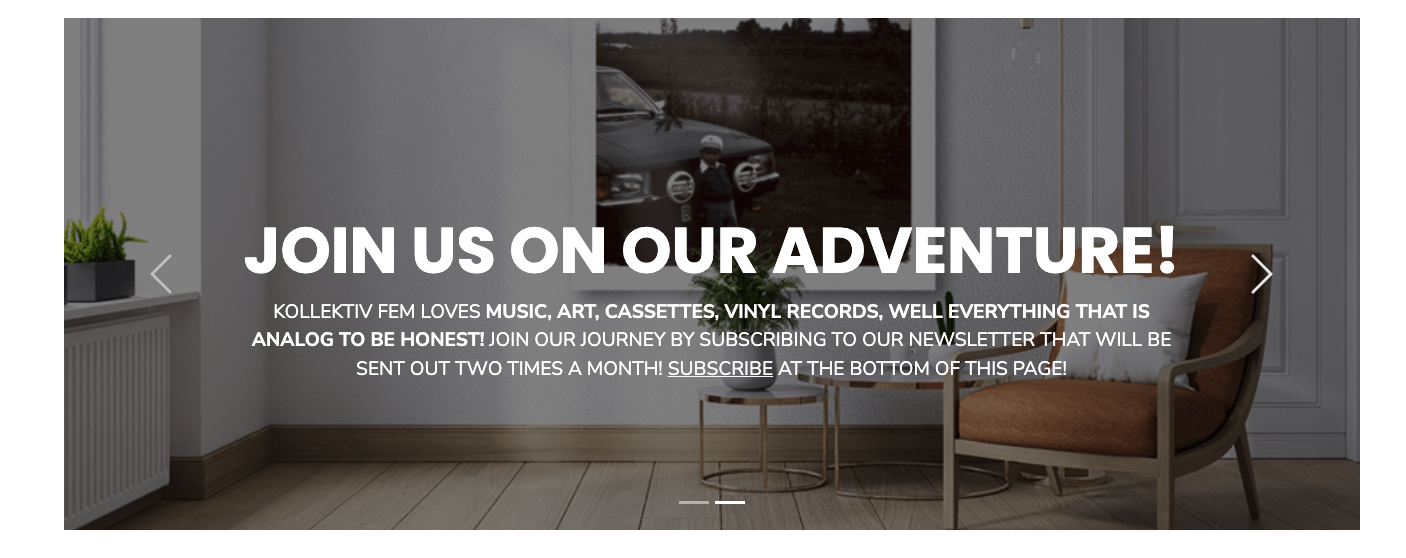 JOIN US ON OUR ADVENTURE!
KOLLEKTIV FEM LOVES MUSIC, ART, CASSETTES, VINYL RECORDS, WELL EVERYTHING THAT IS
ANALOG TO BE HONEST! JOIN OUR JOURNEY BY SUBSCRIBING TO OUR NEWSLETTER THAT WILL BE
SENT OUT TWO TIMES A MONTH! SUBSCRIBE AT THE BOTTOM OF THIS PAGE!